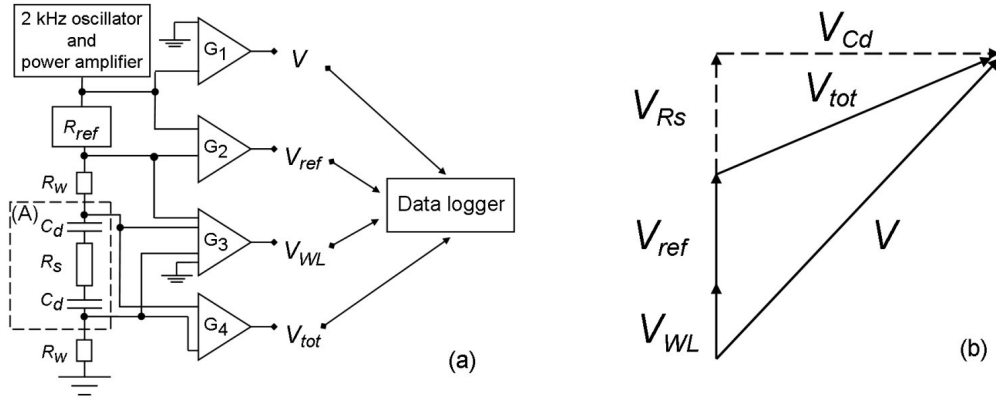 2 kHz oscillator
and
power amplifier
G1
V
Rref
G2
Vref
RW
(A)
Cd
Rs
Cd
G3
VWL
Data logger
G4
Vtot
RW
(a)
VCd
VRs
Vtot
Vref
V
VWL
(b)